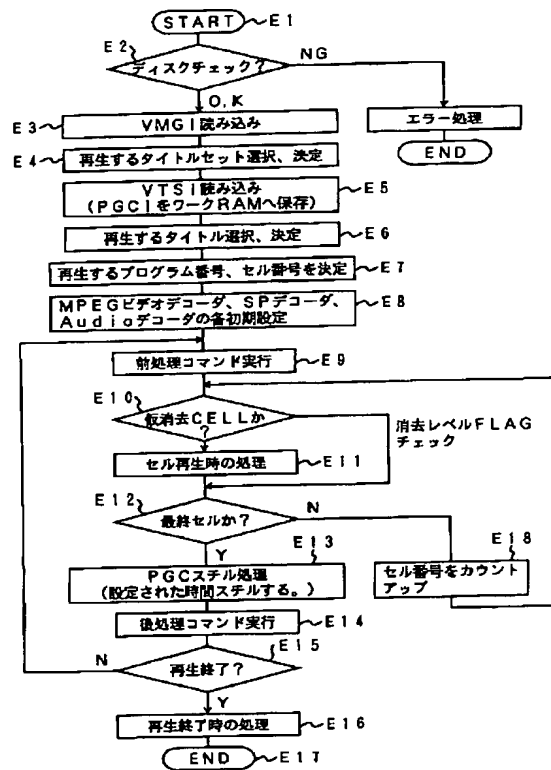 START
E1
E2
ディスクチェック?
NG
O,K
エラー処理
END
E3
VMGI読み込み
E4
再生するタイトルセット選択、決定
VTSI読み込み
(PGCIをワークRAMへ保存)
E5
再生するタイトル選択、決定
E6
再生するプログラム番号、セル番号を決定
E7
MPEGビデオデコーダ、SPデコーダ、
Audioデコーダの各初期設定
E8
前処理コマンド実行
E9
E10
仮消去CELLか
?
消去レベルFLAG
チェック
セル再生時の処理
E11
E12
最終セルか?
N
Y
E13
PGCスチル処理
(設定された時間スチルする。)
E18
セル番号をカウント
アップ
後処理コマンド実行
E14
N
再生終了?
E15
Y
再生終了時の処理
E16
END
E17